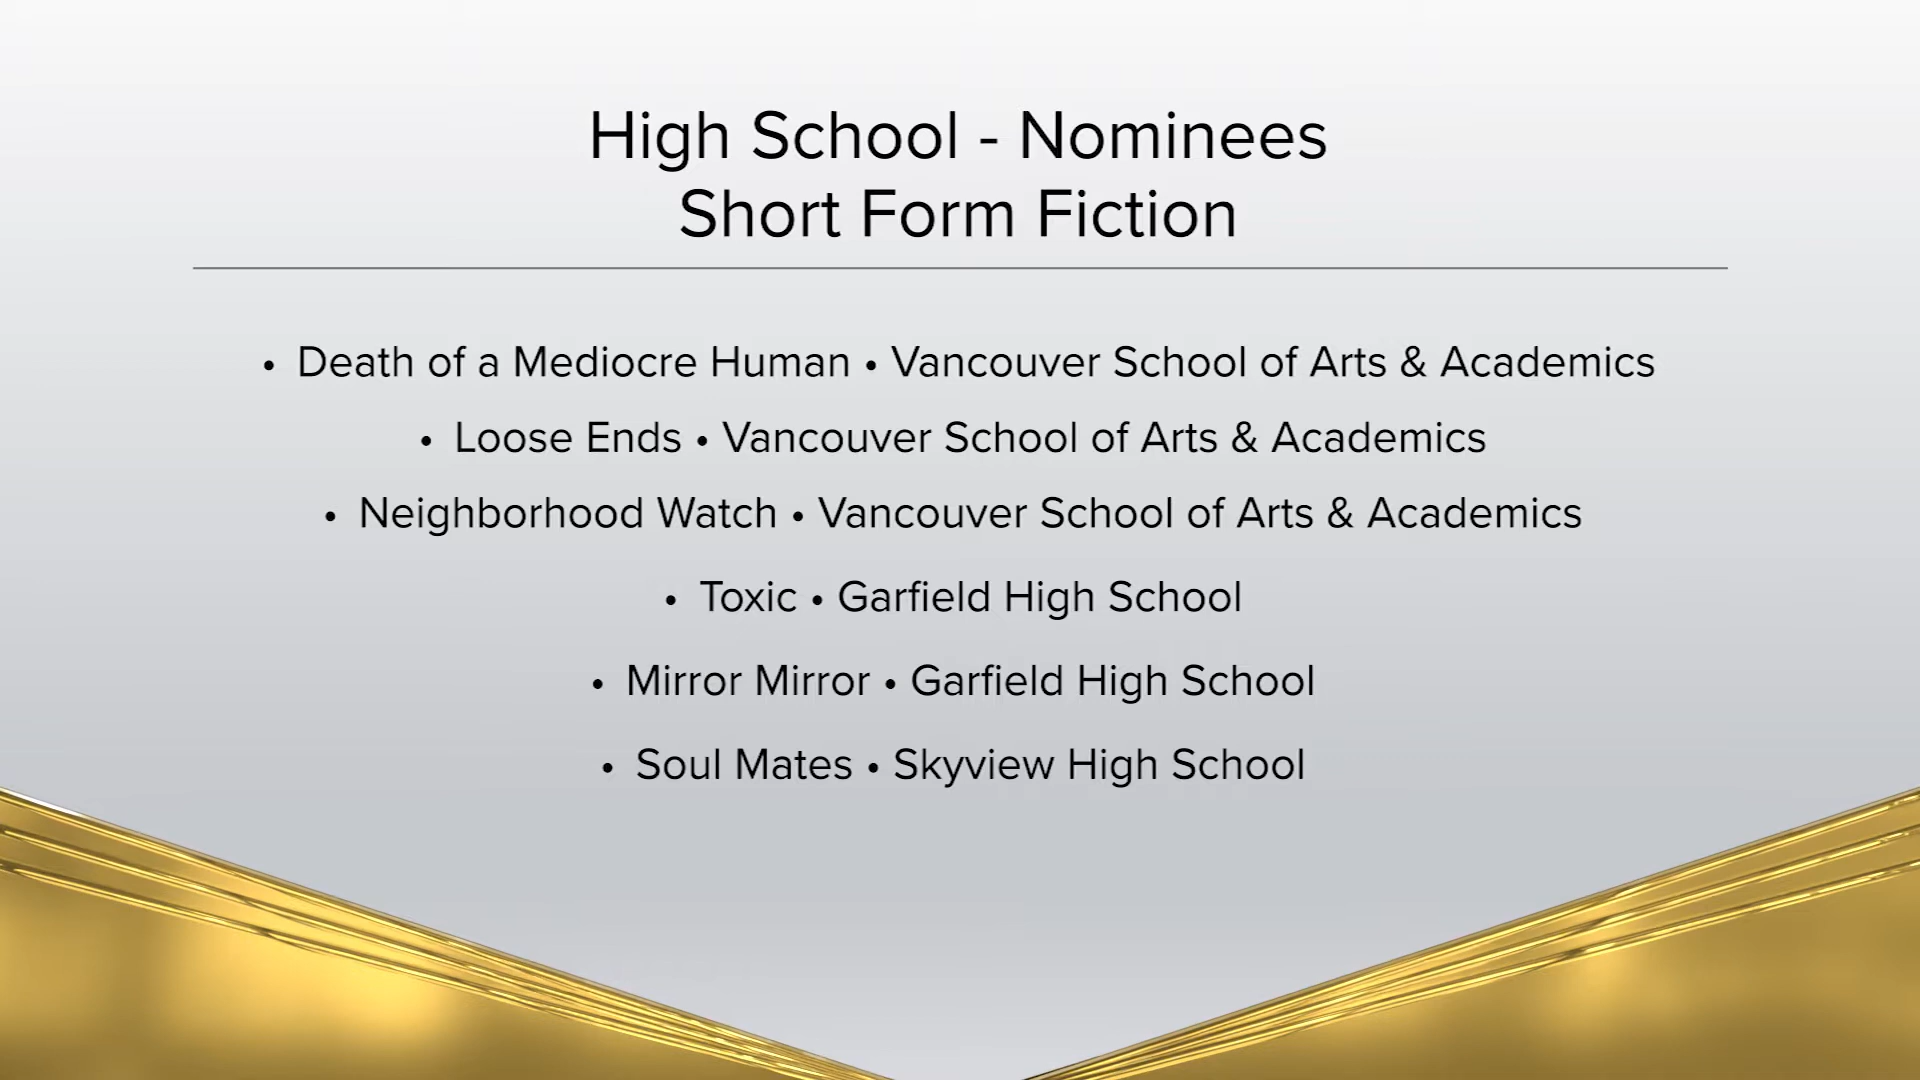 High School - Nominees
Short Form Fiction
• Death of a Mediocre Human • Vancouver School of Arts & Academics
• Loose Ends • Vancouver School of Arts & Academics
• Neighborhood Watch • Vancouver School of Arts & Academics
• Toxic • Garfield High School
• Mirror Mirror • Garfield High School
• Soul Mates • Skyview High School